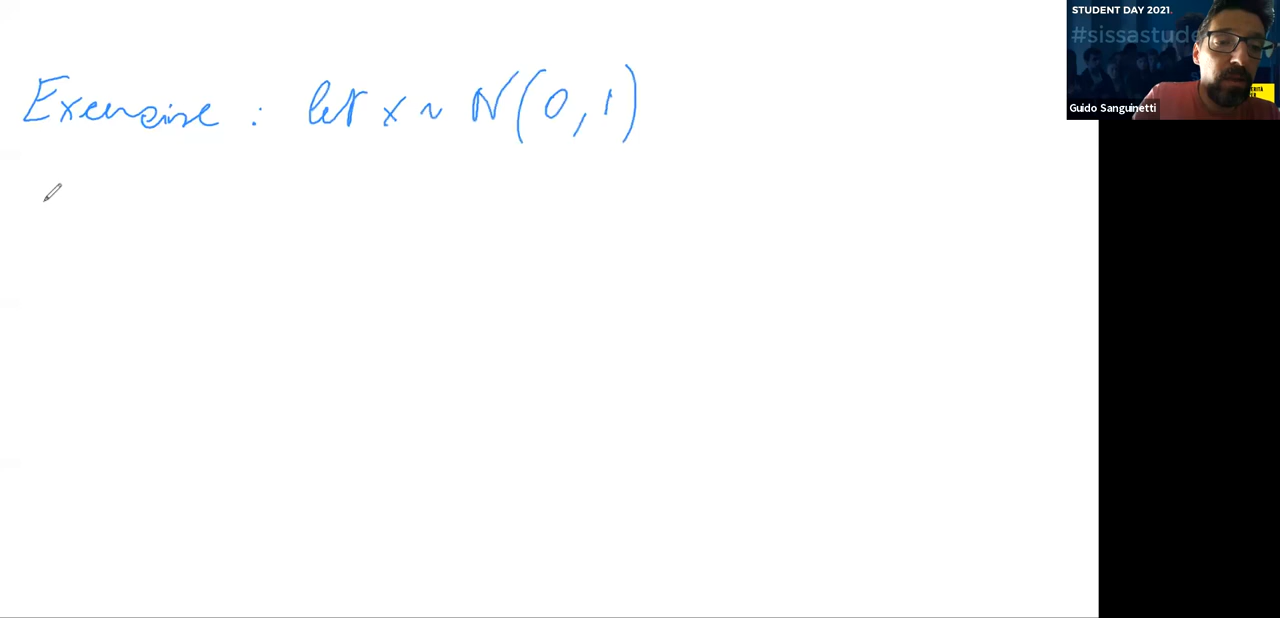 Exercise : let x ~ N(0,1)
STUDENT DAY 2021.
#sissastude
Guido Sanguinetti